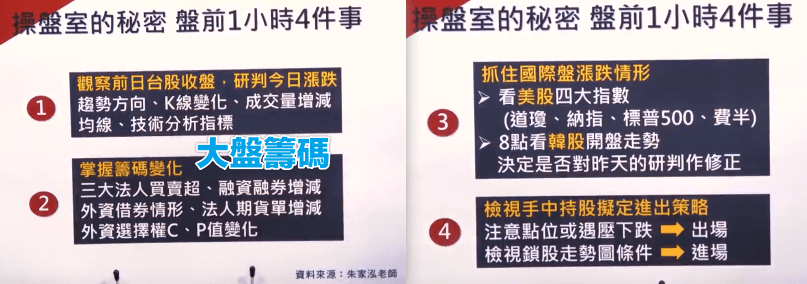 操盤室的秘密 盤前1小時4件事
1
觀察前日台股收盤，研判今日漲跌
趨勢方向、K線變化、成交量增減
均線、技術分析指標
大盤籌碼
2
掌握籌碼變化
三大法人買賣超、融資融券增減
外資借券情形、法人期貨單增減
外資選擇權C、P值變化
資料來源：朱家泓老師
操盤室的秘密 盤前1小時4件事
3
抓住國際盤漲跌情形
➢ 看美股四大指數
(道瓊、納指、標普500、費半)
➢ 8點看韓股開盤走勢
決定是否對昨天的研判作修正
4
檢視手中持股擬定進出策略
注意點位或遇壓下跌 ➡ 出場
檢視鎖股走勢圖條件 ➡ 進場